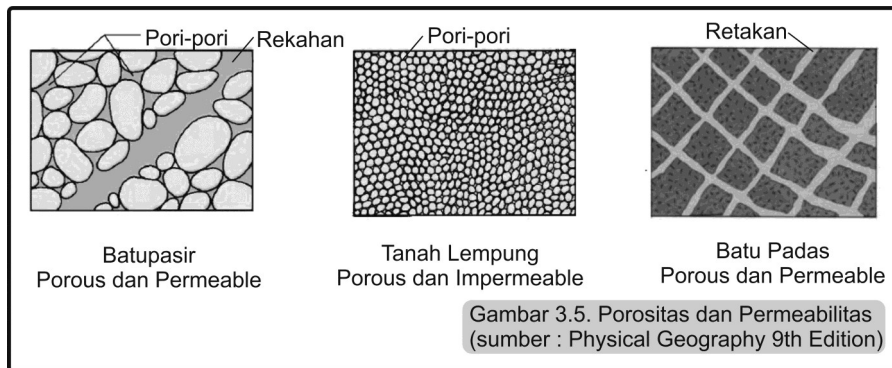 Pori-pori
Rekahan
Pori-pori
Retakan
Batupasir
Porous dan Permeable
Tanah Lempung
Porous dan Impermeable
Batu Padas
Porous dan Permeable
Gambar 3.5. Porositas dan Permeabilitas
(sumber : Physical Geography 9th Edition)